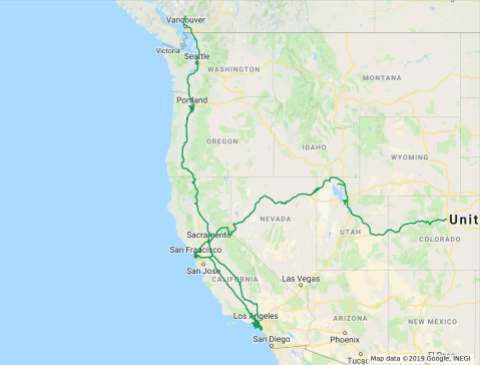 Vancouver
Victoria
Seattle
WASHINGTON
MONTANA
Portland
OREGON
IDAHO
WYOMING
Sacramento
NEVADA
Unit
UTAH
COLORADO
San Francisco
San Jose
CALIFORNIA
Las Vegas
Los Angeles
ARIZONA
NEW MEXICO
San Diego
Phoenix
Tucs
El Paso
Map data ©2019 Google, INEGI